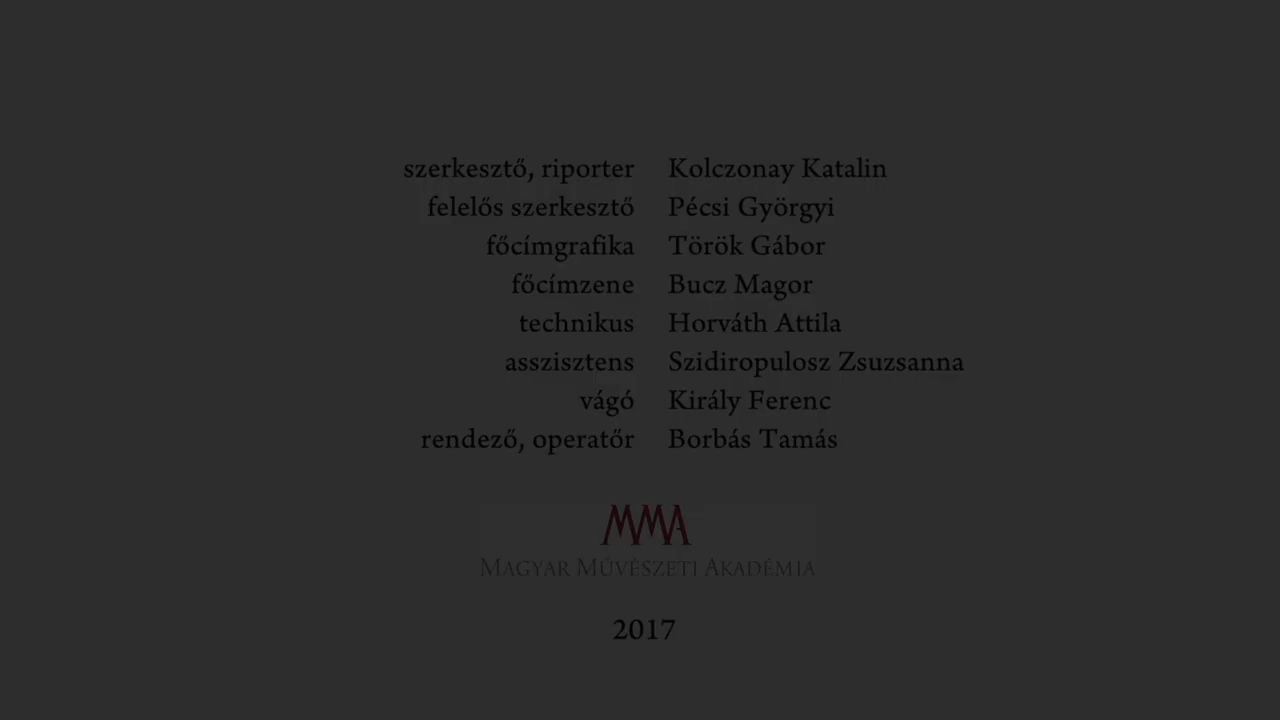 szerkesztő, riporter Kolczonay Katalin
felelős szerkesztő Pécsi Györgyi
főcímgrafika Török Gábor
főcímzene Bucz Magor
technikus Horváth Attila
asszisztens Szidiropulosz Zsuzsanna
vágó Király Ferenc
rendező, operatőr Borbás Tamás
MMA
MAGYAR MŰVÉSZETI AKADÉMIA
2017